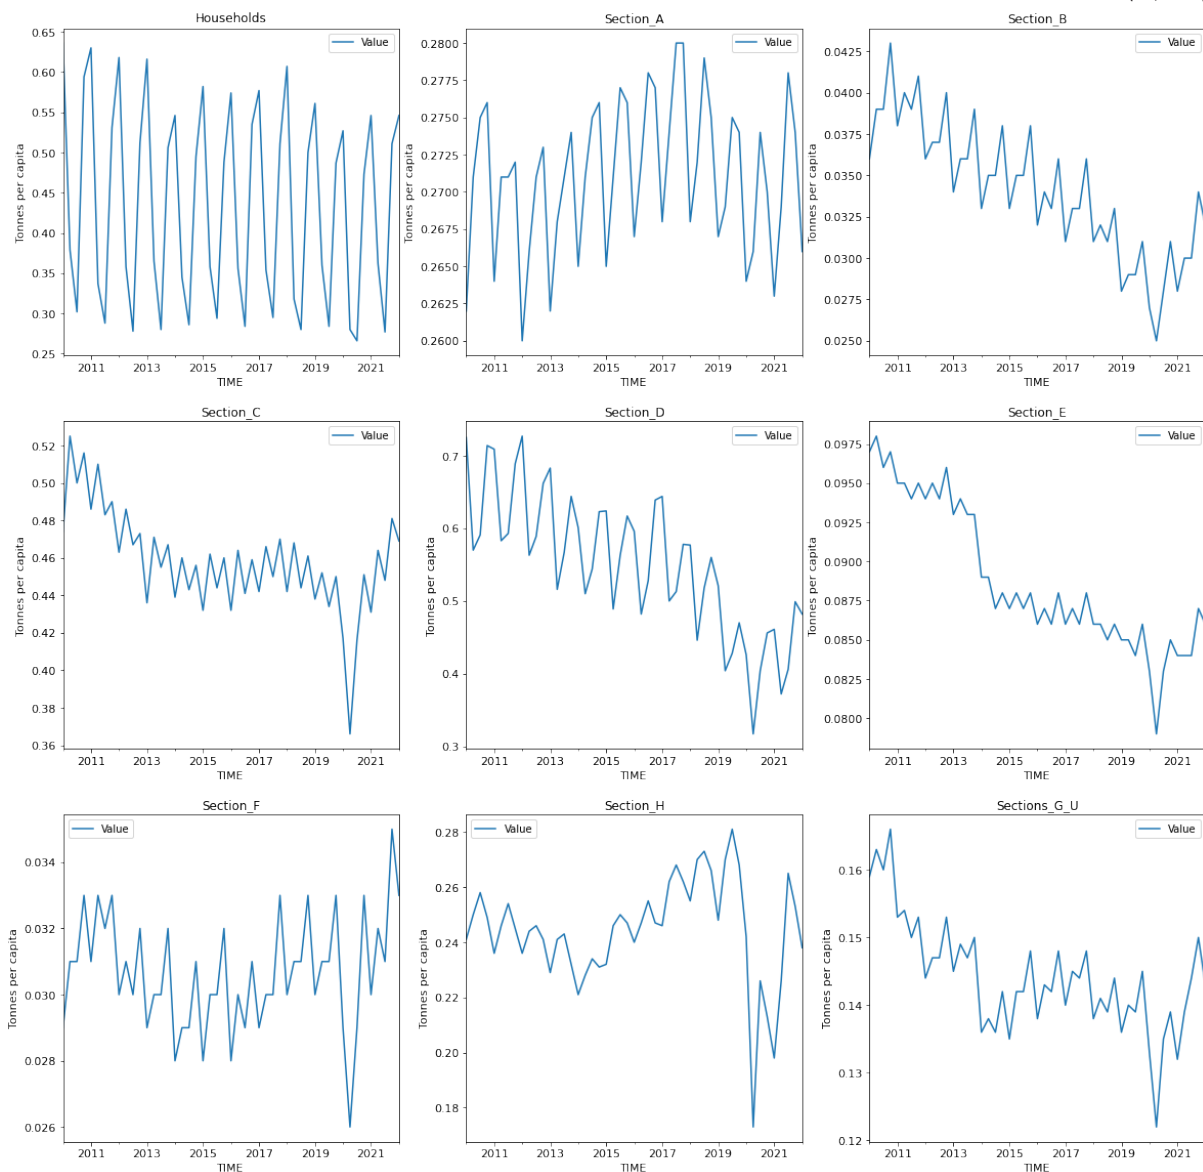 Households
Value
0.65
0.60
0.55
0.50
0.45
0.40
0.35
0.30
0.25
Tonnes per capita
2011 2013 2015 2017 2019 2021
TIME
Section_A
Value
0.2800
0.2775
0.2750
0.2725
0.2700
0.2675
0.2650
0.2625
0.2600
Tonnes per capita
2011 2013 2015 2017 2019 2021
TIME
Section_B
Value
0.0425
0.0400
0.0375
0.0350
0.0325
0.0300
0.0275
0.0250
Tonnes per capita
2011 2013 2015 2017 2019 2021
TIME
Section_C
Value
0.52
0.50
0.48
0.46
0.44
0.42
0.40
0.38
0.36
Tonnes per capita
2011 2013 2015 2017 2019 2021
TIME
Section_D
Value
0.7
0.6
0.5
0.4
0.3
Tonnes per capita
2011 2013 2015 2017 2019 2021
TIME
Section_E
Value
0.0975
0.0950
0.0925
0.0900
0.0875
0.0850
0.0825
0.0800
Tonnes per capita
2011 2013 2015 2017 2019 2021
TIME
Section_F
Value
0.034
0.032
0.030
0.028
0.026
Tonnes per capita
2011 2013 2015 2017 2019 2021
TIME
Section_H
Value
0.28
0.26
0.24
0.22
0.20
0.18
Tonnes per capita
2011 2013 2015 2017 2019 2021
TIME
Sections_G_U
Value
0.16
0.15
0.14
0.13
0.12
Tonnes per capita
2011 2013 2015 2017 2019 2021
TIME